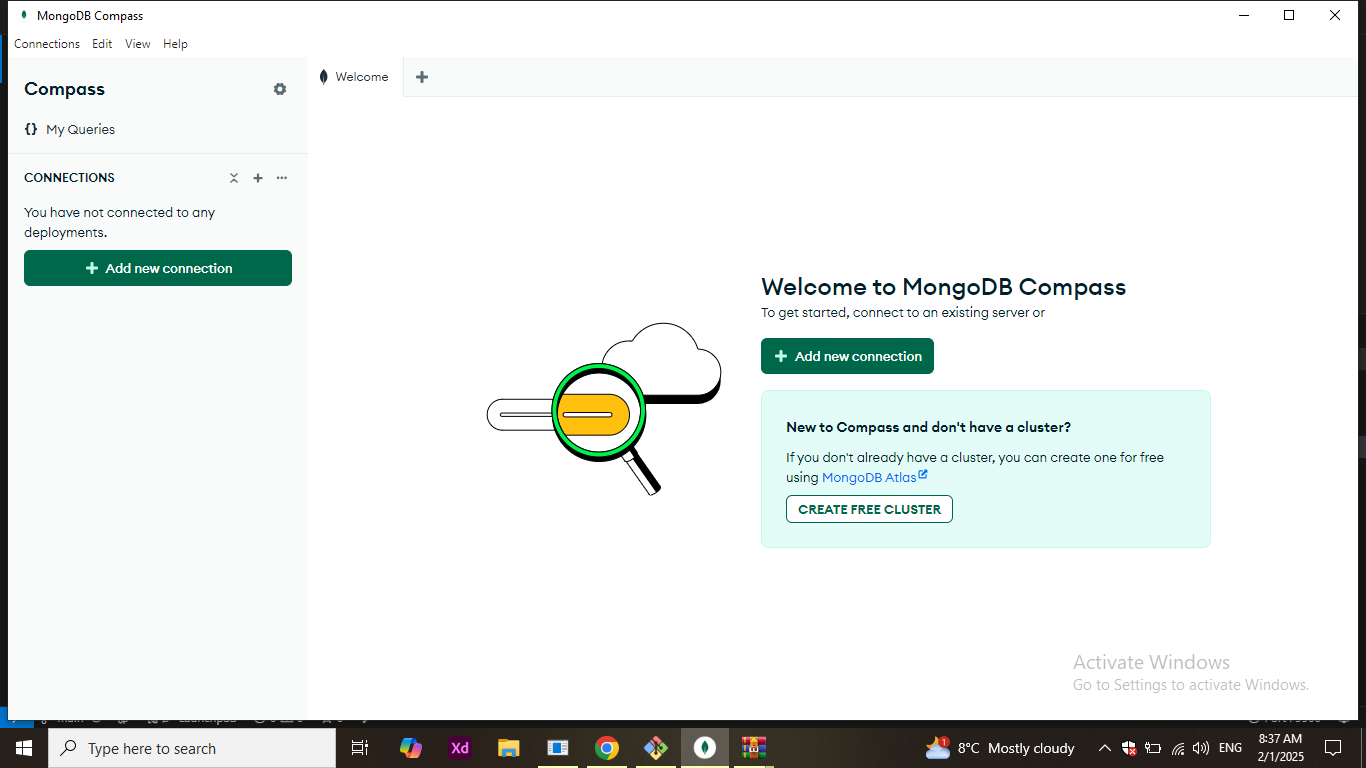 MongoDB Compass
Connections Edit View Help
Compass
My Queries
CONNECTIONS
You have not connected to any
deployments.
Add new connection
Welcome
Welcome to MongoDB Compass
To get started, connect to an existing server or
Add new connection
New to Compass and don't have a cluster?
If you don't already have a cluster, you can create one for free
using MongoDB Atlas
CREATE FREE CLUSTER
Activate Windows
Go to Settings to activate Windows.
Type here to search
Xd
1
8°C Mostly cloudy
ENG
8:37 AM
2/1/2025